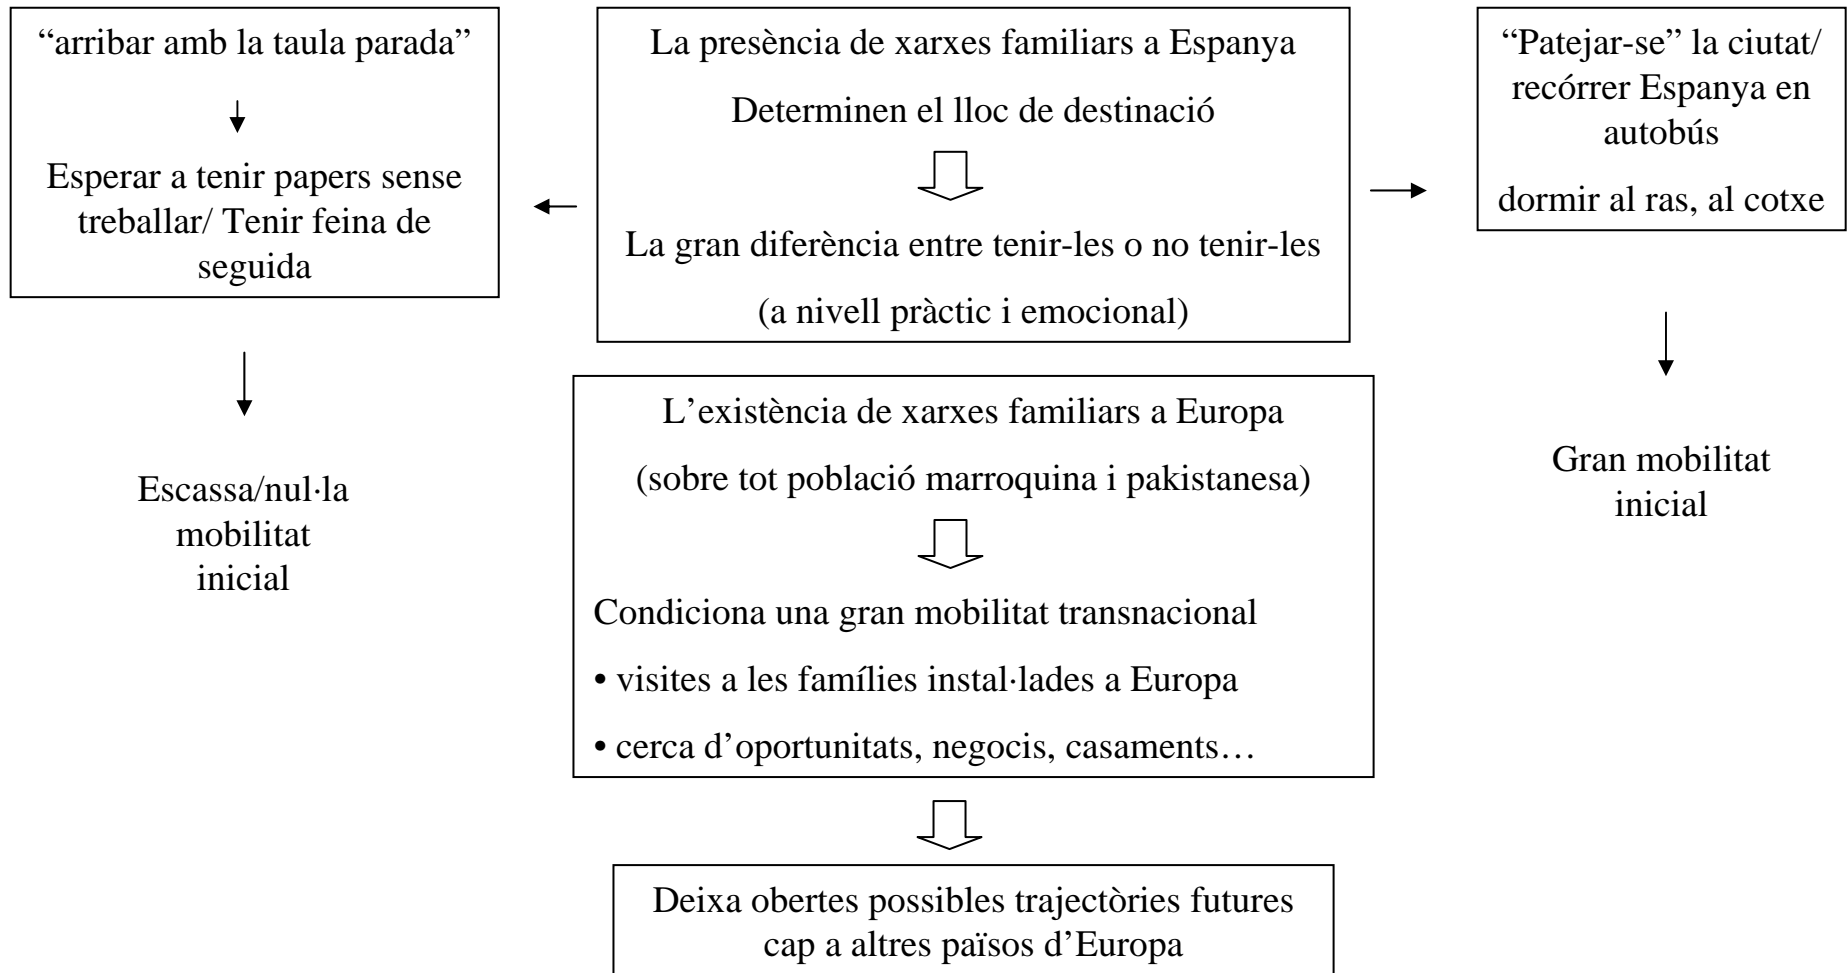 “arribar amb la taula parada”
Esperar a tenir papers sense
treballar/ Tenir feina de
seguida
Escassa/nul·la
mobilitat
inicial
La presència de xarxes familiars a Espanya
Determinen el lloc de destinació
La gran diferència entre tenir-les o no tenir-les
(a nivell pràctic i emocional)
“Patejar-se” la ciutat/
recórrer Espanya en
autobús
dormir al ras, al cotxe
Gran mobilitat
inicial
L’existència de xarxes familiars a Europa
(sobre tot població marroquina i pakistanesa)
Condiciona una gran mobilitat transnacional
• visites a les famílies instal·lades a Europa
• cerca d’oportunitats, negocis, casaments…
Deixa obertes possibles trajectòries futures
cap a altres països d’Europa